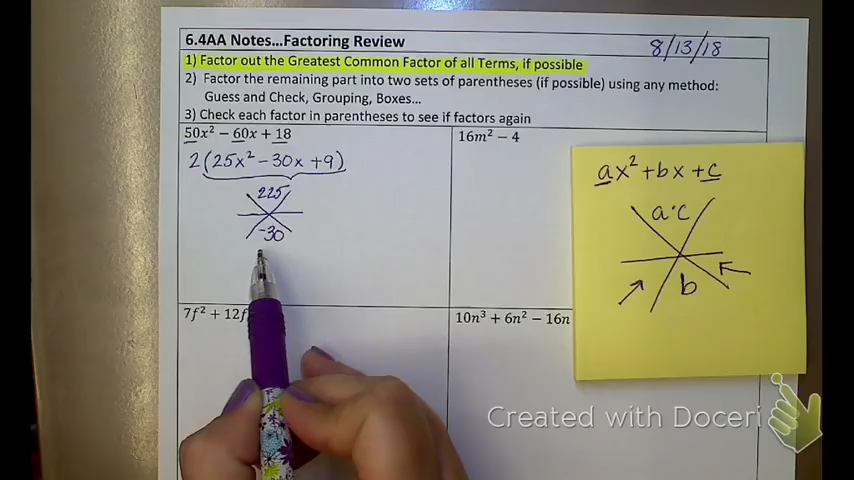 6.4AA Notes...Factoring Review
8/13/18
1) Factor out the Greatest Common Factor of all Terms, if possible
2) Factor the remaining part into two sets of parentheses (if possible) using any method:
Guess and Check, Grouping, Boxes...
3) Check each factor in parentheses to see if factors again
50x² − 60x + 18
2(25x² − 30x + 9)
225
-30
16m² − 4
ax² + bx + c
a·c
b
7f² + 12f
10n³ + 6n² − 16n
Created with Doceri